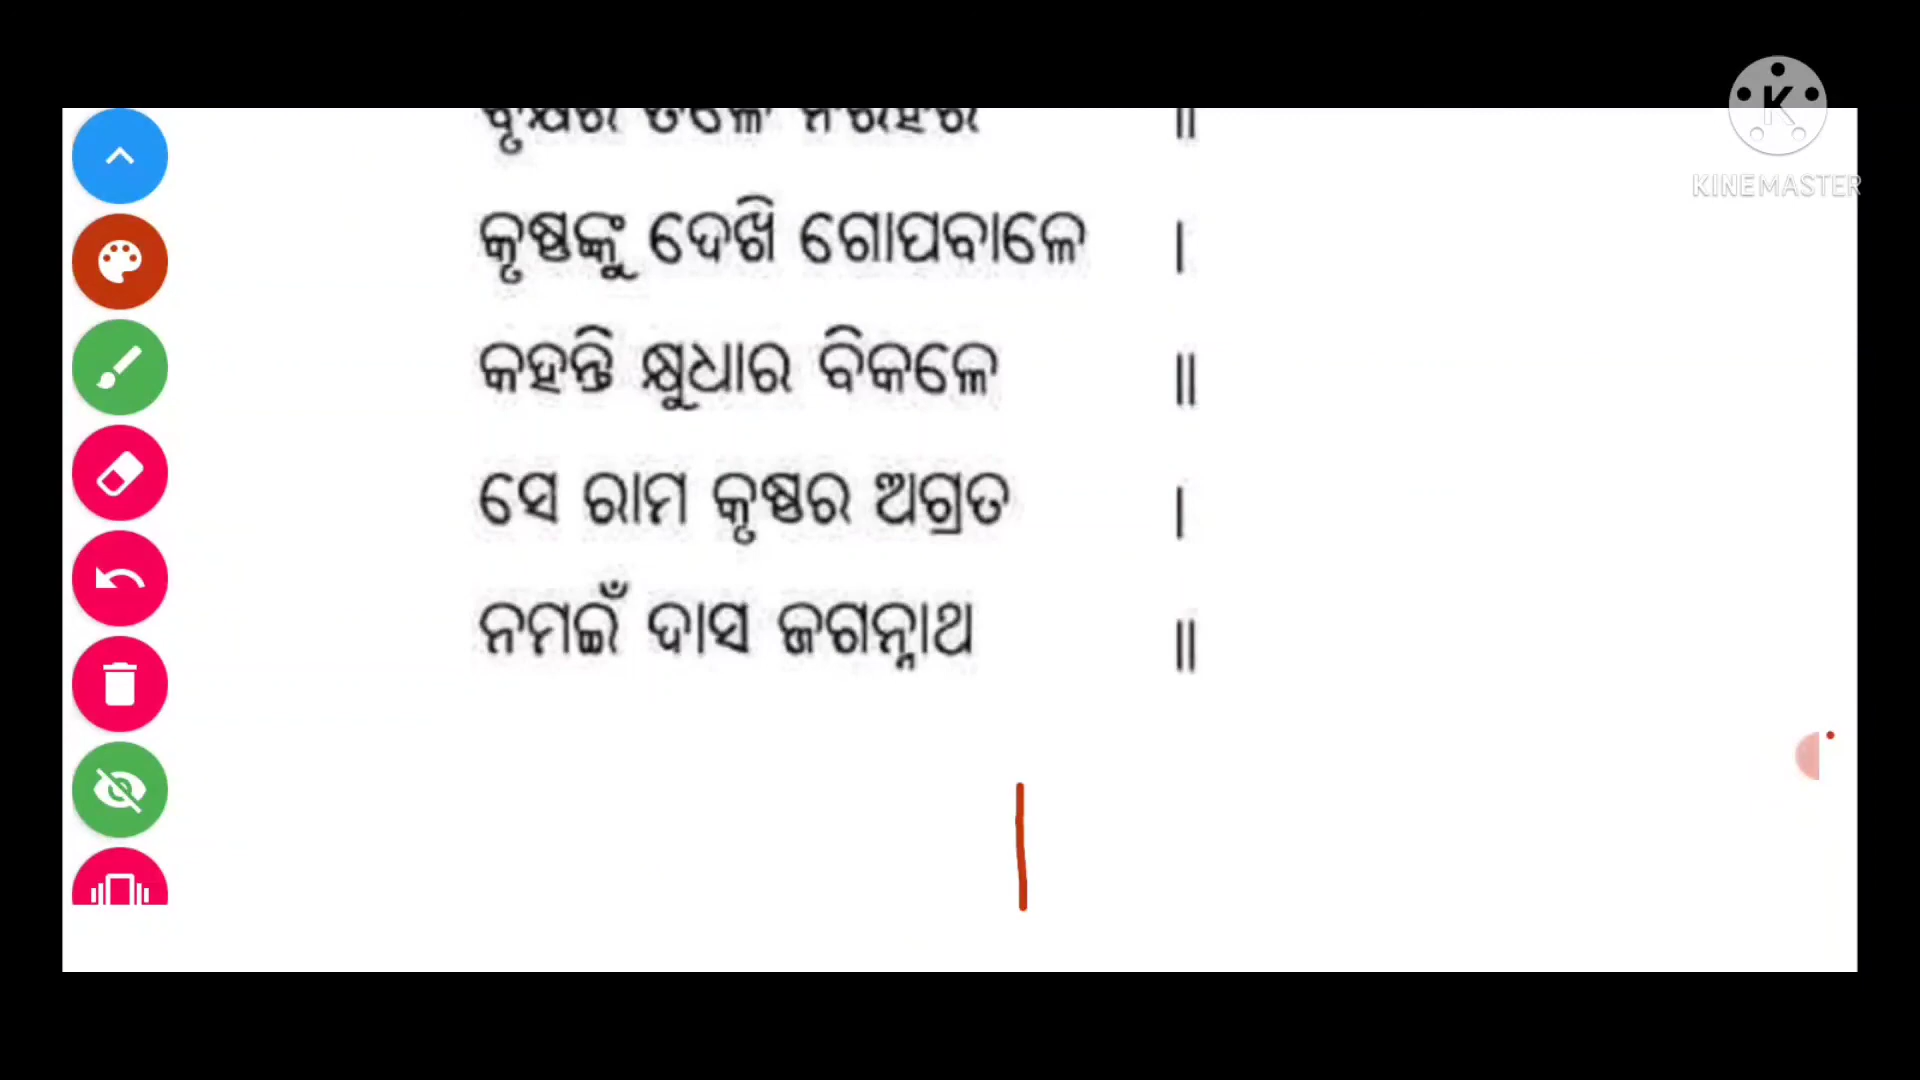 KINEMASTER
କୃଷ୍ଣଙ୍କୁ ଦେଖି ଗୋପବାଳେ ।
କହନ୍ତି କ୍ଷୁଧାର ବିକଳେ ॥
ସେ ରାମ କୃଷ୍ଣର ଅଗ୍ରତ ।
ନମଇଁ ଦାସ ଜଗନ୍ନାଥ ॥